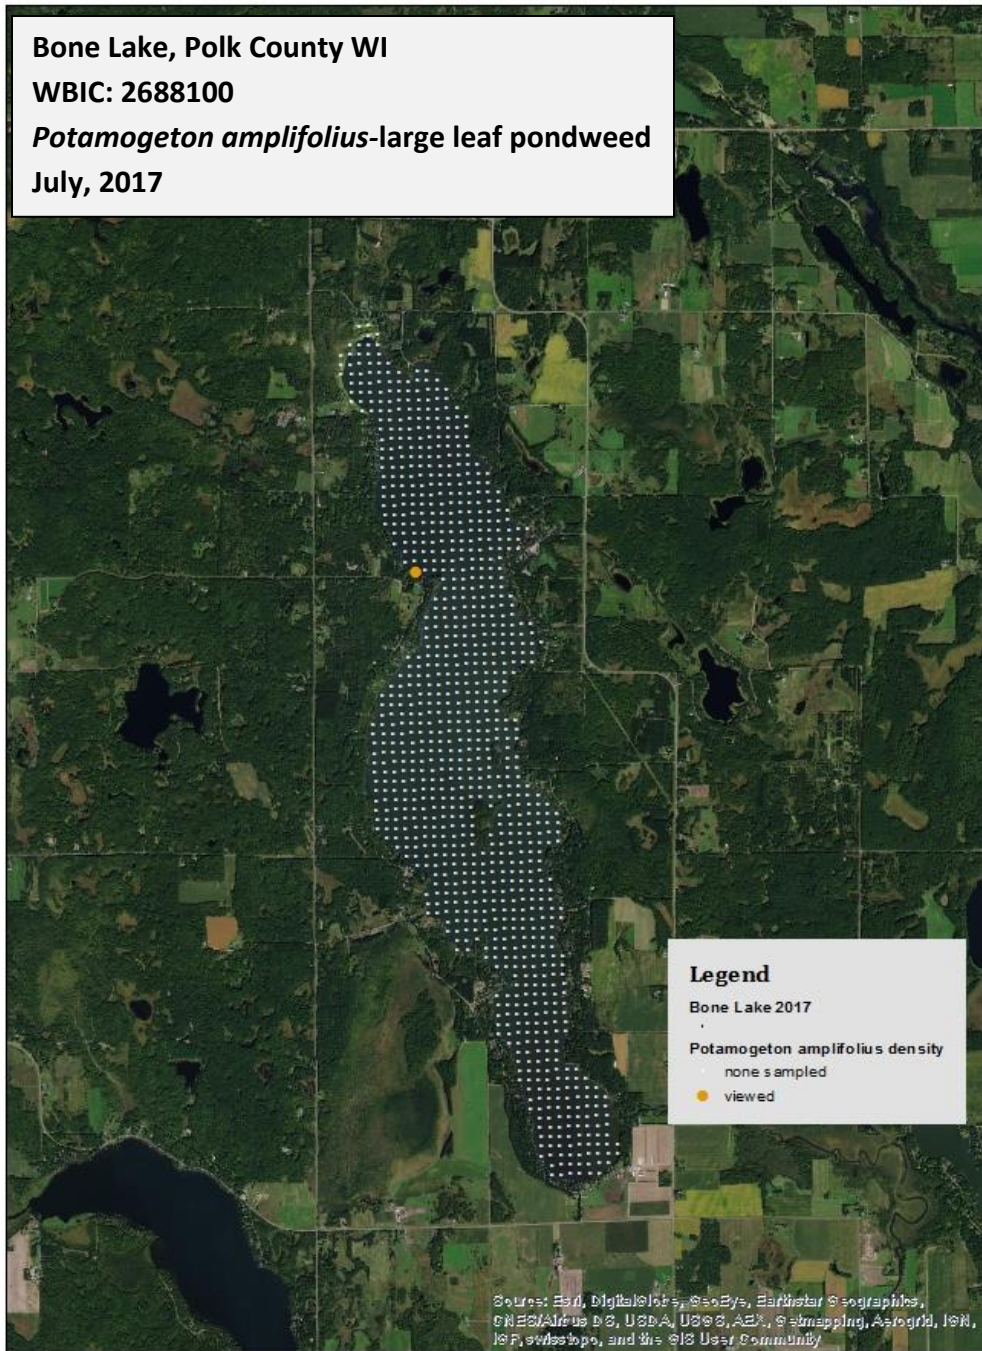 Bone Lake, Polk County WI
WBIC: 2688100
Potamogeton amplifolius-large leaf pondweed
July, 2017
Legend
Bone Lake 2017
Potamogeton amplifolius density
none sampled
viewed
Source: Esri, DigitalGlobe, GeoEye, Earthstar Geographics,
CNES/Airbus DS, USDA, USGS, AEX, Getmapping, Aerogrid, IGN,
IGP, swisstopo, and the GIS User Community